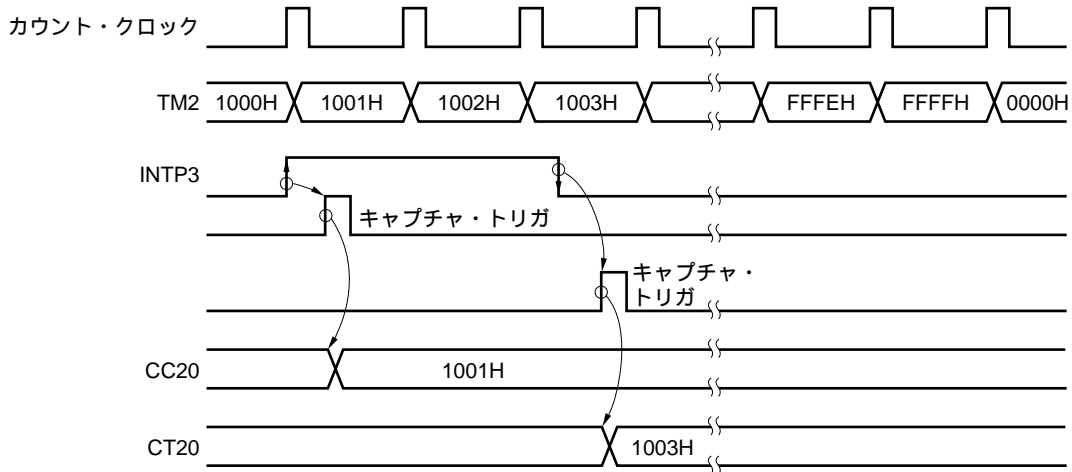 カウント・クロック
TM2 1000H 1001H 1002H 1003H FFFEH FFFFH 0000H
INTP3
キャプチャ・トリガ
キャプチャ・
トリガ
CC20 1001H
CT20 1003H